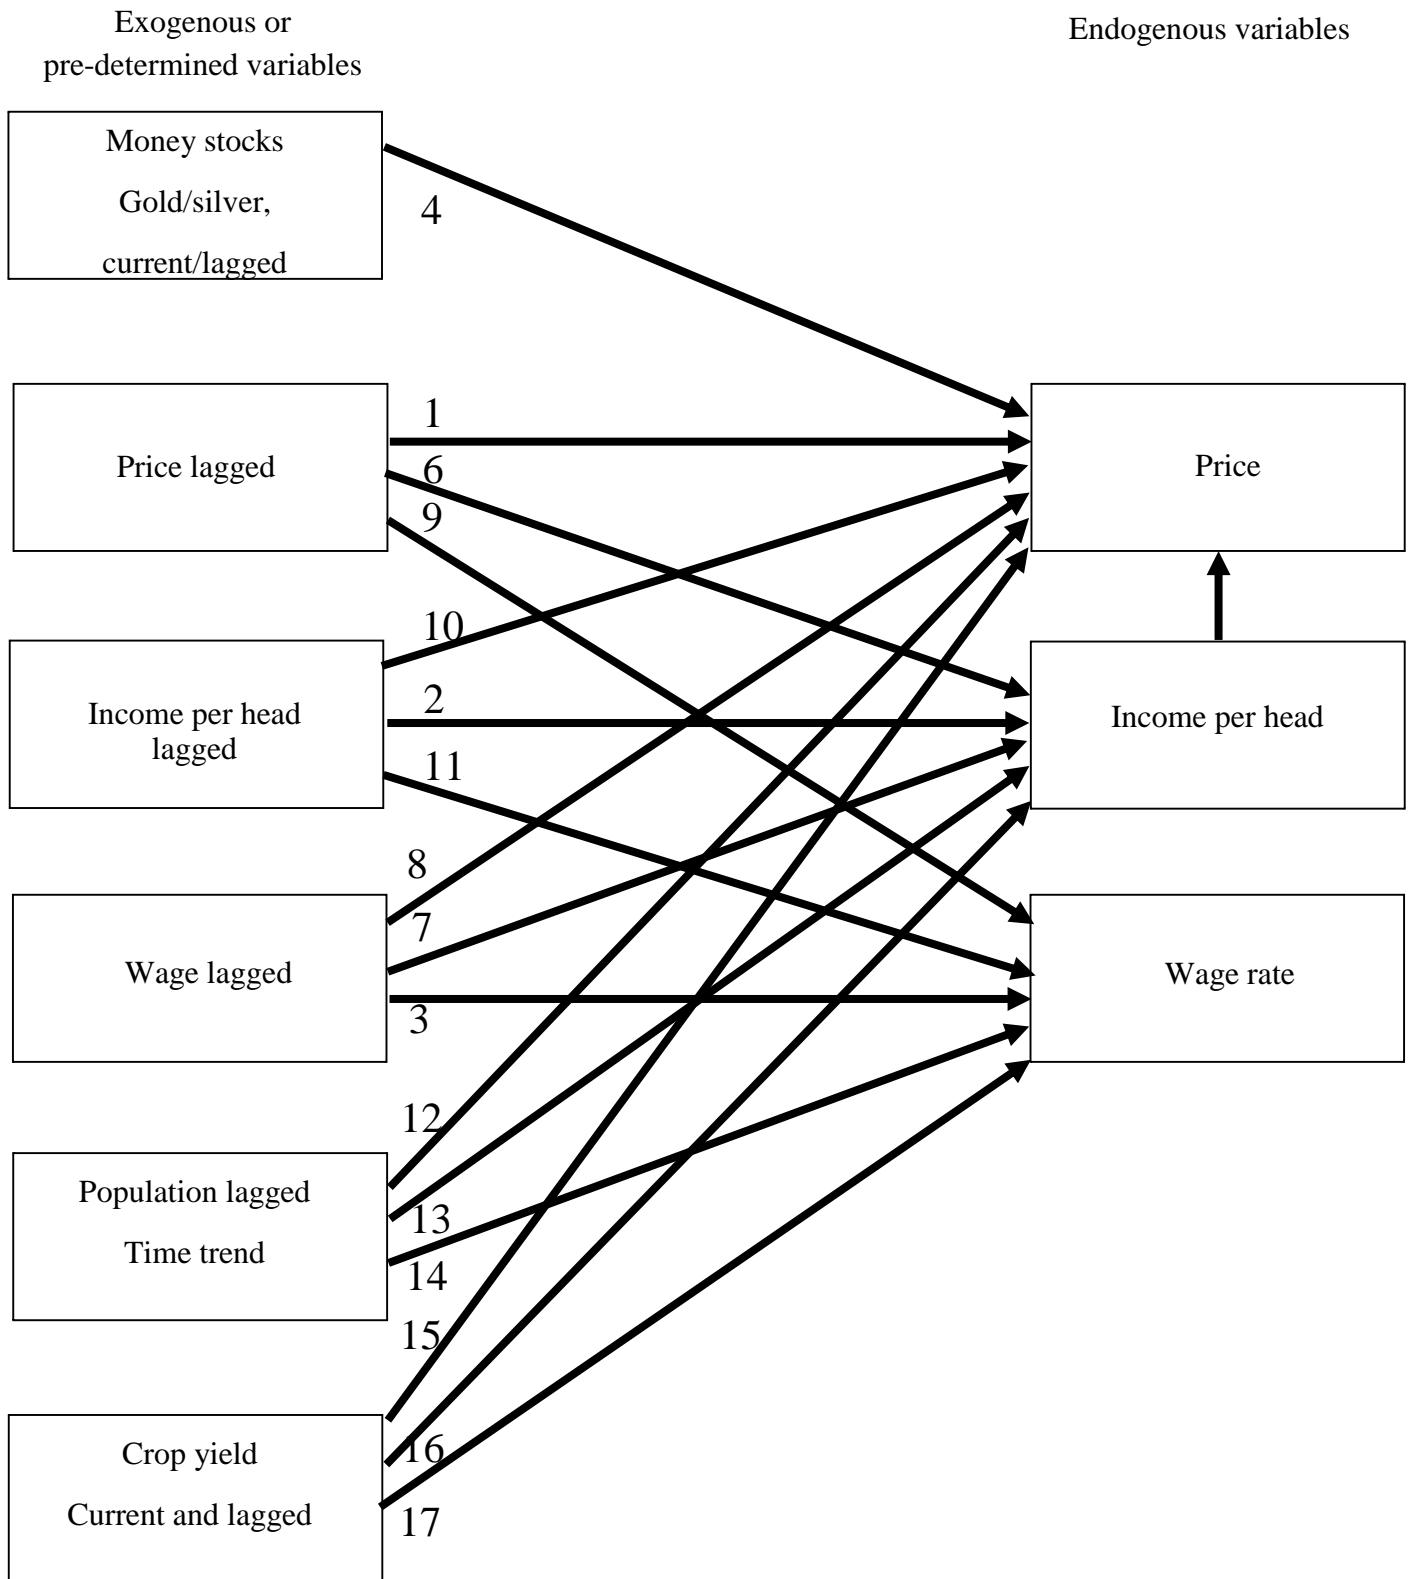 Exogenous or
pre-determined variables
Endogenous variables
Money stocks
Gold/silver,
current/lagged
4
Price lagged
1
6
9
Price
Income per head
lagged
10
2
11
Income per head
Wage lagged
8
7
3
Wage rate
Population lagged
Time trend
12
13
14
Crop yield
Current and lagged
15
16
17